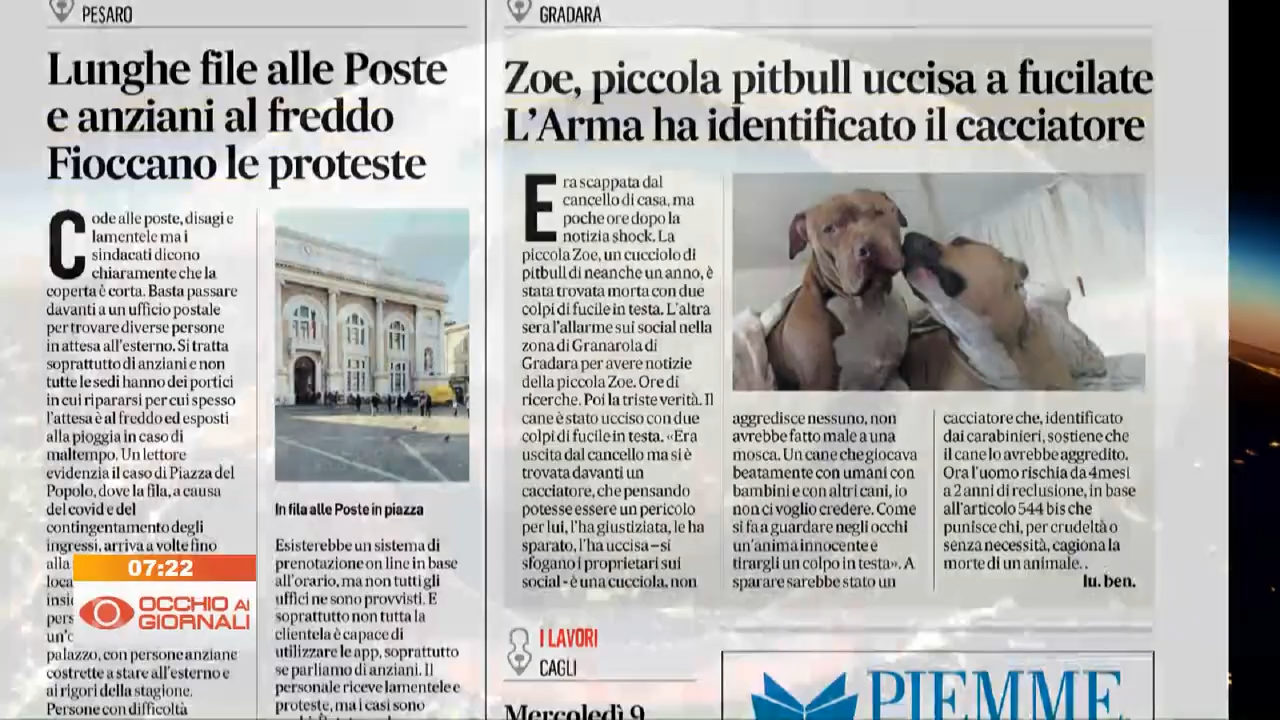 PESARO
Lunghe file alle Poste
e anziani al freddo
Fioccano le proteste
Code alle poste, disagi e
lamentele ma i
sindacati dicono
chiaramente che la
coperta è corta. Basta passare
davanti a un ufficio postale
per trovare diverse persone
in attesa all'esterno. Si tratta
soprattutto di anziani e non
tutte le sedi hanno dei portici
in cui ripararsi per cui spesso
l'attesa è al freddo ed esposti
alla pioggia in caso di
maltempo. Un lettore
evidenzia il caso di Piazza del
Popolo, dove la fila, a causa
del covid e del
contingentamento degli
ingressi, arriva a volte fino
alla
loca
insi
pers
un'c
palazzo, con persone anziane
costrette a stare all'esterno e
ai rigori della stagione.
Persone con difficoltà
In fila alle Poste in piazza
Esisterebbe un sistema di
prenotazione on line in base
all'orario, ma non tutti gli
uffici ne sono provvisti. E
soprattutto non tutta la
clientela è capace di
utilizzare le app, soprattutto
se parliamo di anziani. Il
personale riceve lamentele e
proteste, ma i casi sono
GRADARA
Zoe, piccola pitbull uccisa a fucilate
L'Arma ha identificato il cacciatore
Era scappata dal
cancello di casa, ma
poche ore dopo la
notizia shock. La
piccola Zoe, un cucciolo di
pitbull di neanche un anno, è
stata trovata morta con due
colpi di fucile in testa. L'altra
sera l'allarme sui social nella
zona di Granarola di
Gradara per avere notizie
della piccola Zoe. Ore di
ricerche. Poi la triste verità. Il
cane è stato ucciso con due
colpi di fucile in testa. «Era
uscita dal cancello ma si è
trovata davanti un
cacciatore, che pensando
potesse essere un pericolo
per lui, l'ha giustiziata, le ha
sparato, l'ha uccisa – si
sfogano i proprietari sui
social - è una cucciola, non
aggredisce nessuno, non
avrebbe fatto male a una
mosca. Un cane che giocava
beatamente con umani con
bambini e con altri cani, io
non ci voglio credere. Come
si fa a guardare negli occhi
un'anima innocente e
tirargli un colpo in testa». A
sparare sarebbe stato un
cacciatore che, identificato
dai carabinieri, sostiene che
il cane lo avrebbe aggredito.
Ora l'uomo rischia da 4 mesi
a 2 anni di reclusione, in base
all'articolo 544 bis che
punisce chi, per crudeltà o
senza necessità, cagiona la
morte di un animale..
lu. ben.
I LAVORI
CAGLI
Mercoledì 9
PIEMME
07:22
OCCHIO AI
GIORNALI